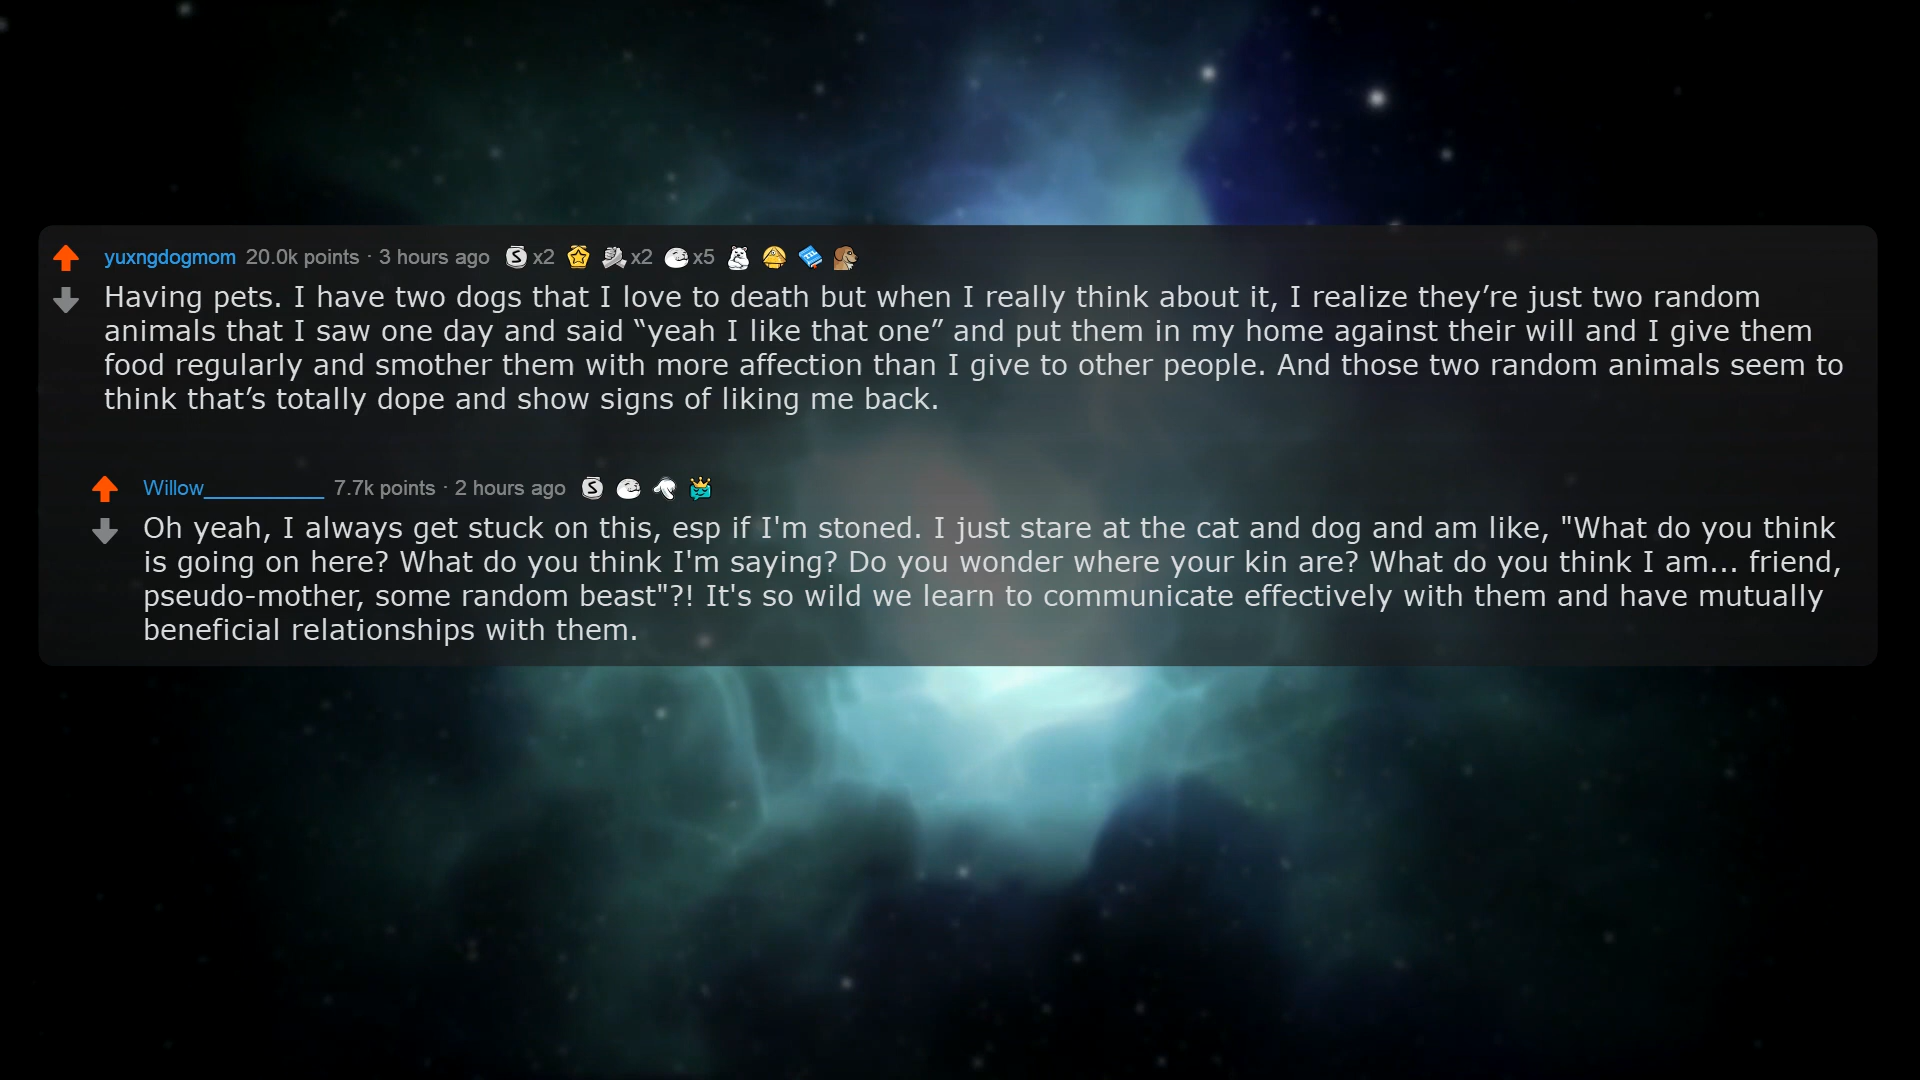 yuxngdogmom 20.0k points · 3 hours ago x2 x2 x5
Having pets. I have two dogs that I love to death but when I really think about it, I realize they’re just two random
animals that I saw one day and said “yeah I like that one” and put them in my home against their will and I give them
food regularly and smother them with more affection than I give to other people. And those two random animals seem to
think that’s totally dope and show signs of liking me back.
Willow___________ 7.7k points · 2 hours ago
Oh yeah, I always get stuck on this, esp if I'm stoned. I just stare at the cat and dog and am like, "What do you think
is going on here? What do you think I'm saying? Do you wonder where your kin are? What do you think I am... friend,
pseudo-mother, some random beast"?! It's so wild we learn to communicate effectively with them and have mutually
beneficial relationships with them.